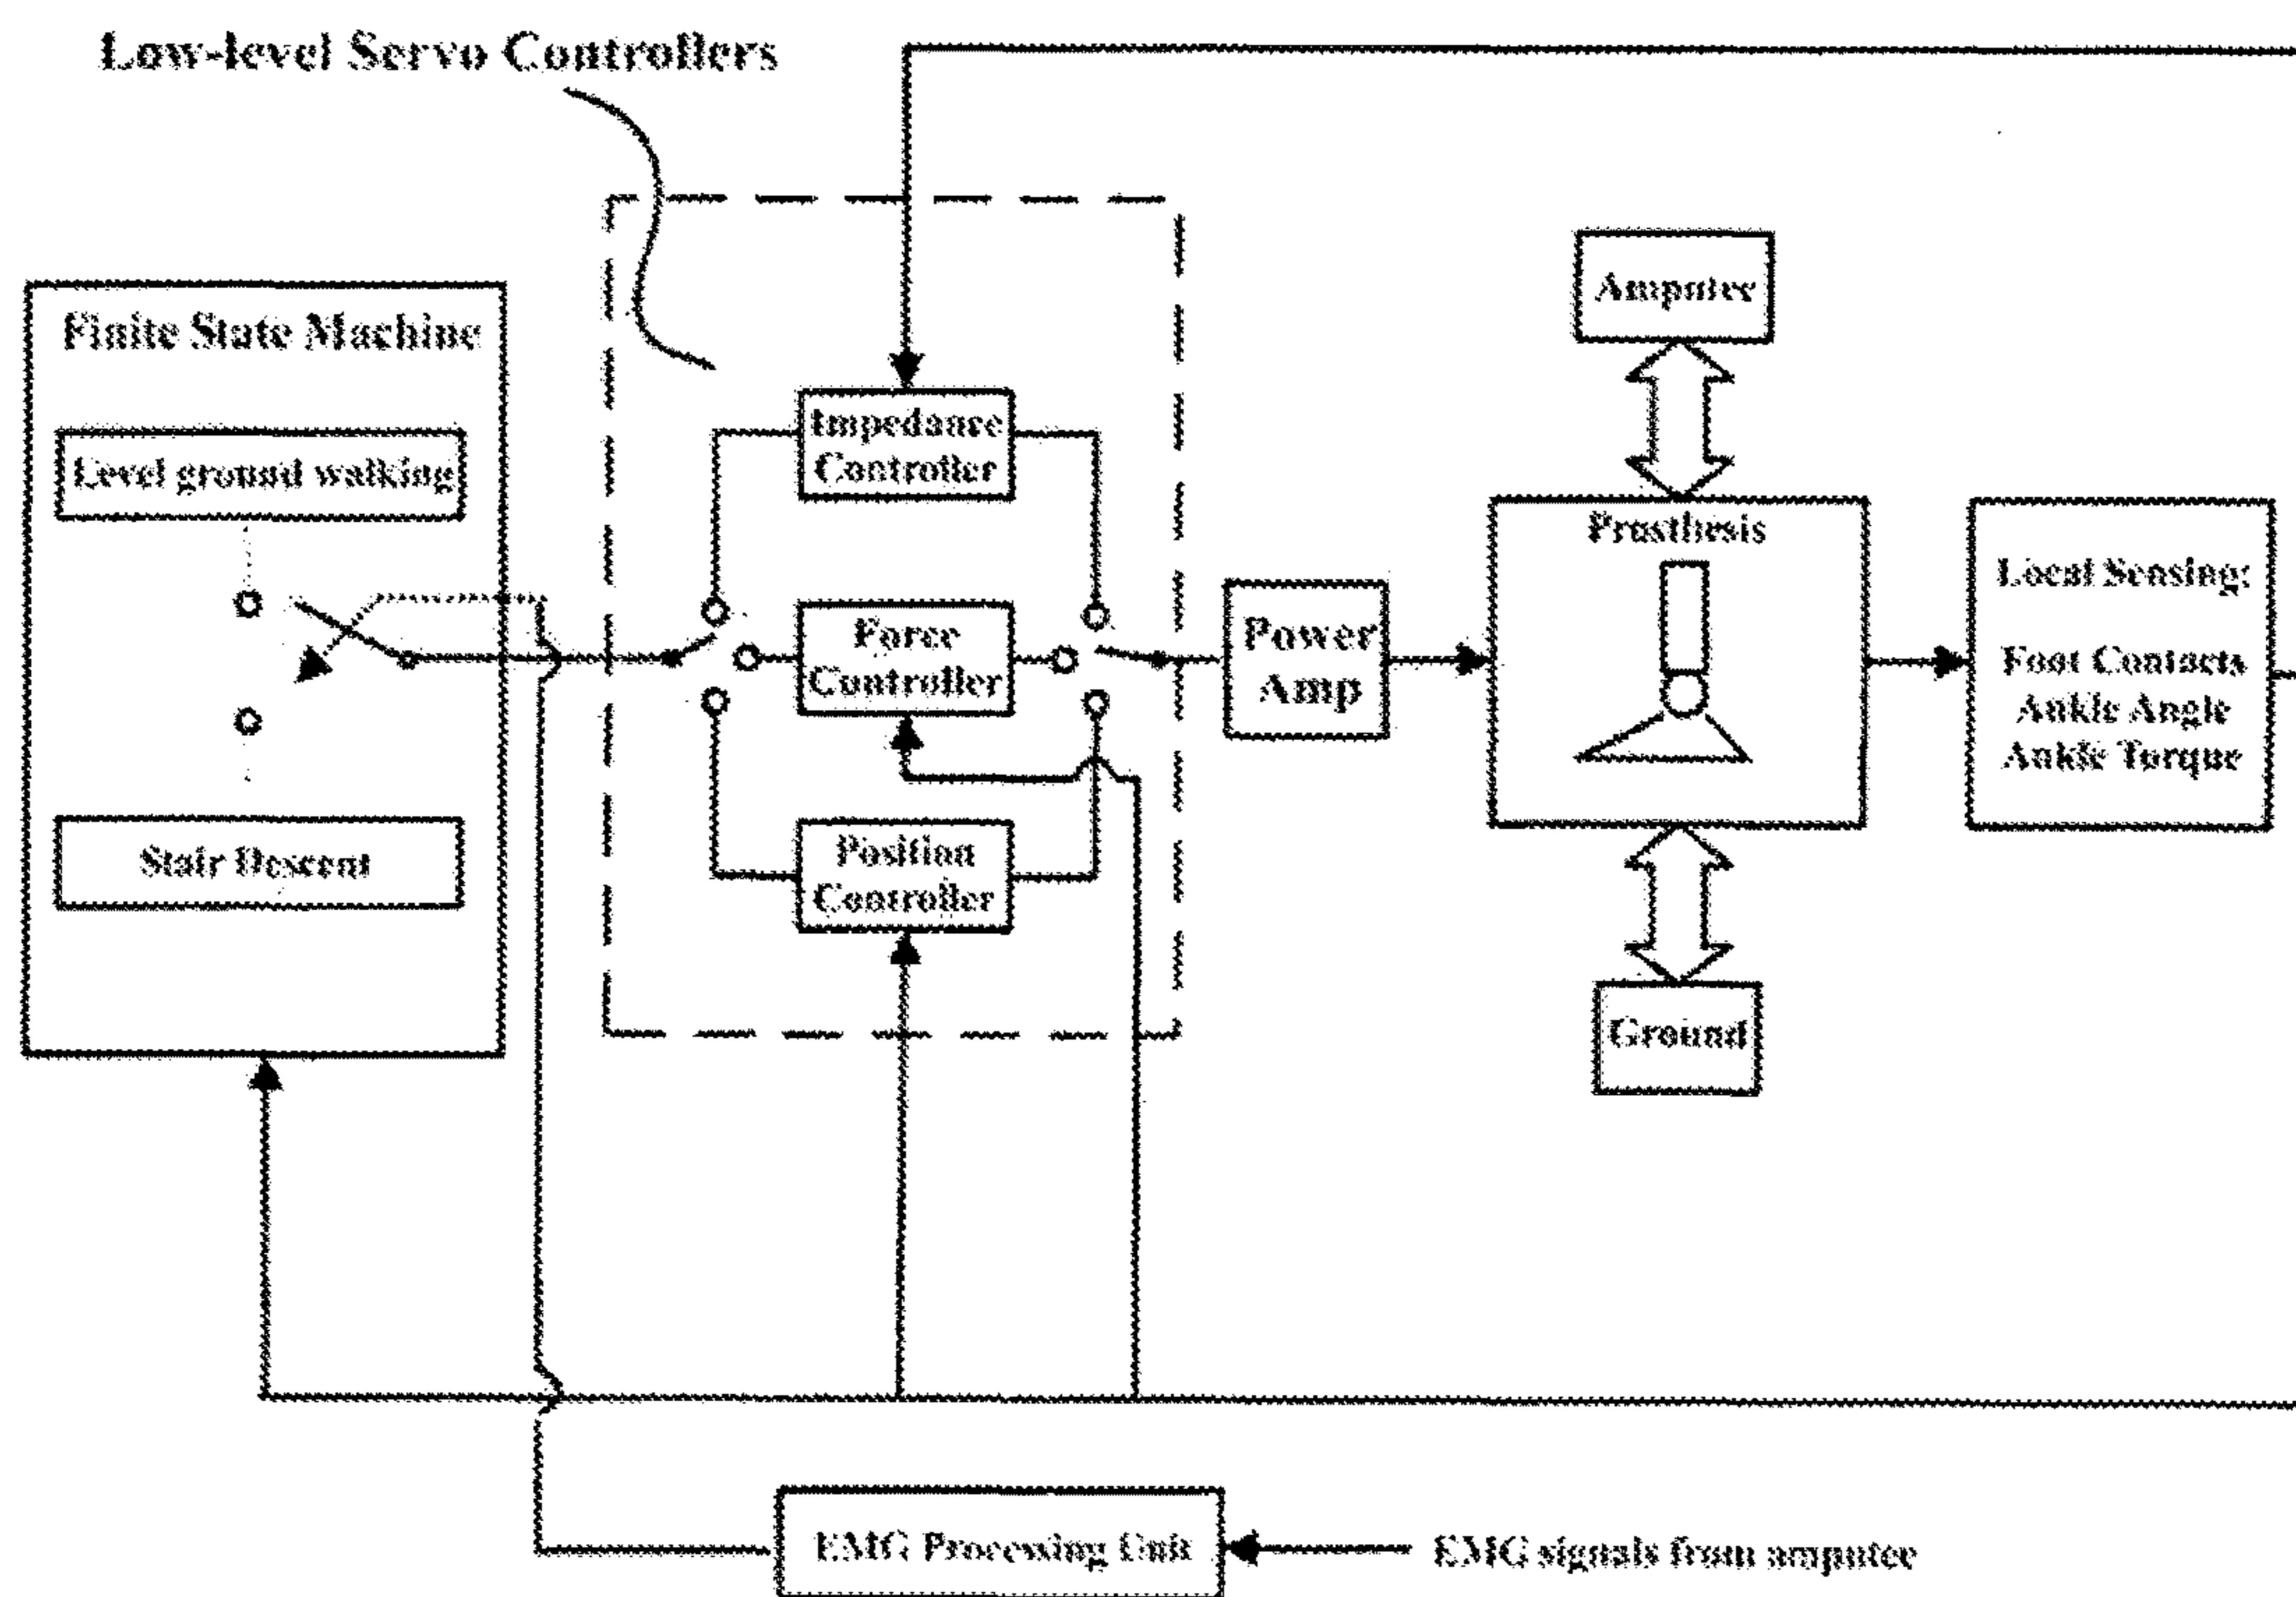 Low-level Servo Controllers
Finite State Machine
Level ground walking
Stair Descent
Impedance
Controller
Force
Controller
Position
Controller
Power
Amp
Amputee
Prosthesis
Ground
Local Sensing:
Foot Contacts
Ankle Angle
Ankle Torque
EMG Processing Unit
EMG signals from amputee